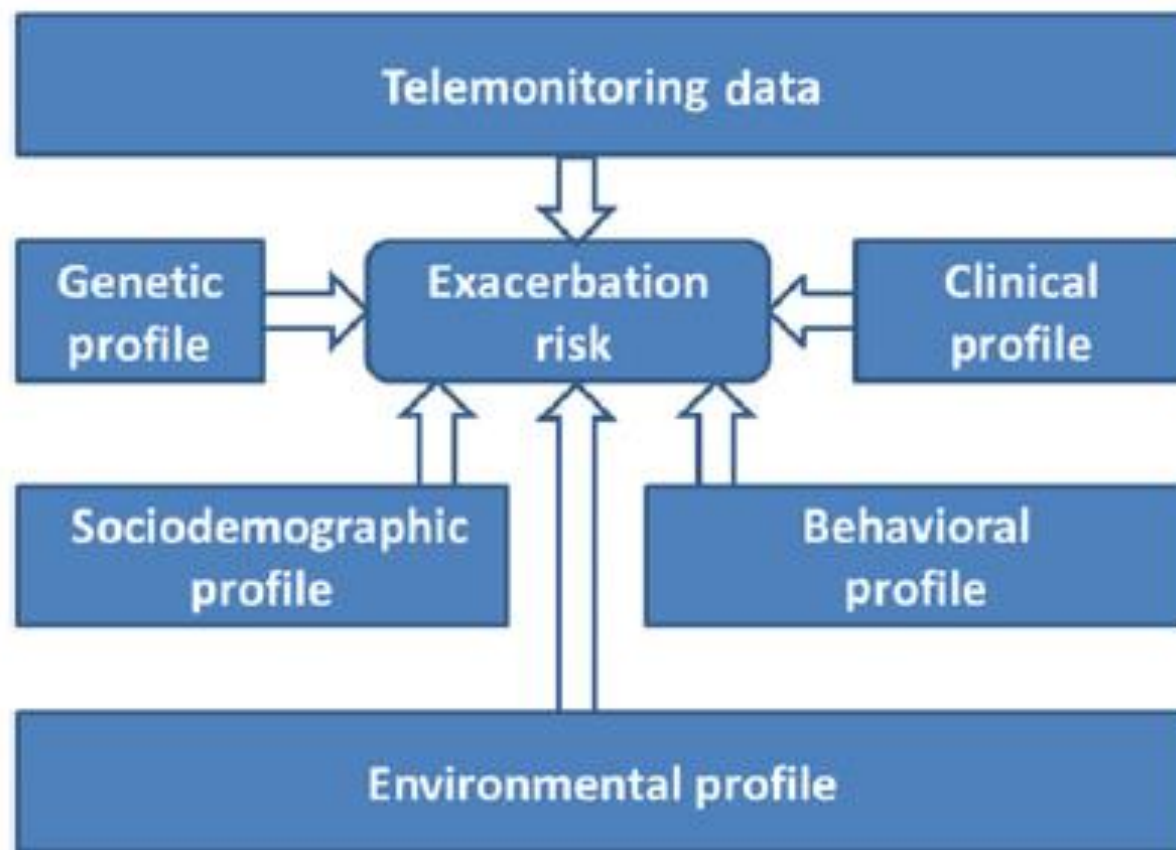 Telemonitoring data
Genetic
profile
Exacerbation
risk
Clinical
profile
Sociodemographic
profile
Behavioral
profile
Environmental profile